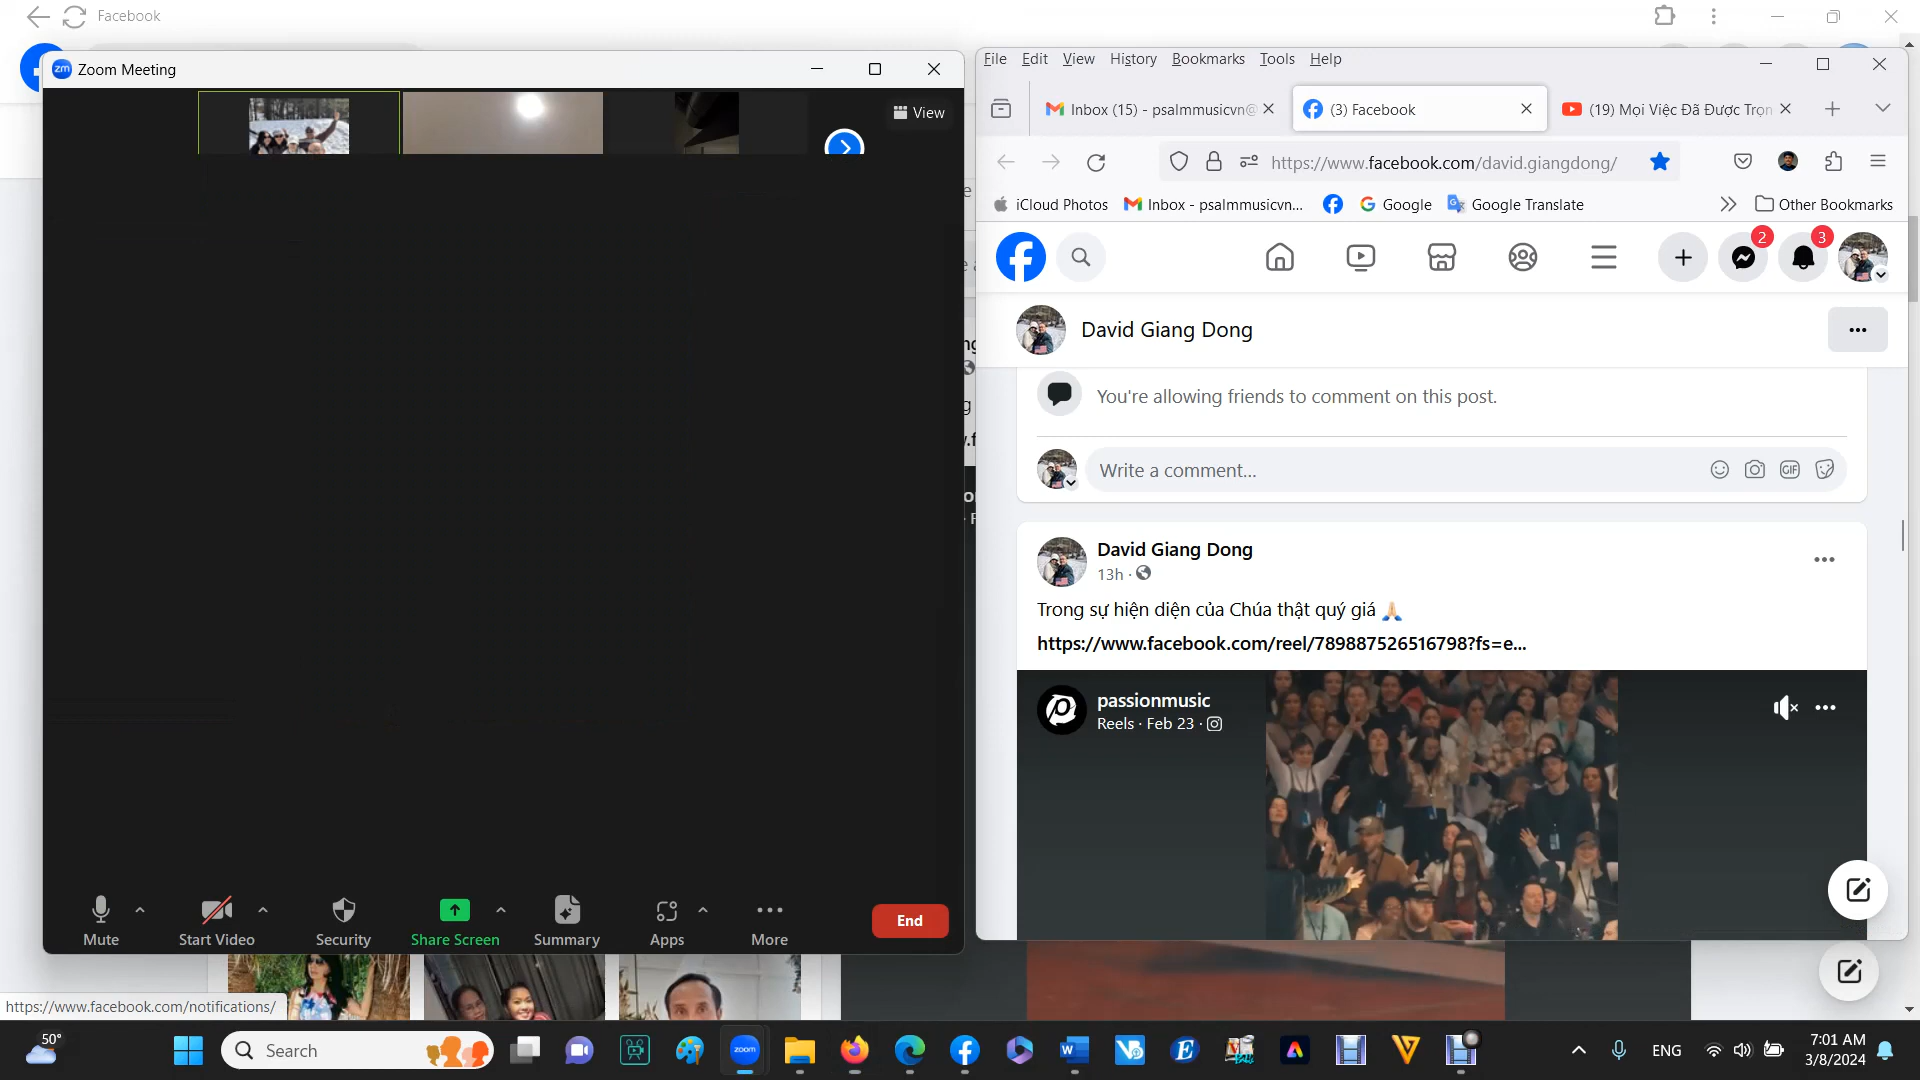 Facebook
Zoom Meeting
View
Mute
Start Video
Security
Share Screen
Summary
Apps
More
End
File Edit View History Bookmarks Tools Help
Inbox (15) - psalmmusicvn@
(3) Facebook
(19) Mọi Việc Đã Được Trọn
https://www.facebook.com/david.giangdong/
iCloud Photos
Inbox - psalmmusicvn...
Google
Google Translate
Other Bookmarks
2
3
David Giang Dong
You're allowing friends to comment on this post.
Write a comment...
GIF
David Giang Dong
13h ·
Trong sự hiện diện của Chúa thật quý giá
https://www.facebook.com/reel/789887526516798?fs=e...
passionmusic
Reels · Feb 23 ·
https://www.facebook.com/notifications/
50°
Search
zoom
ENG
7:01 AM
3/8/2024